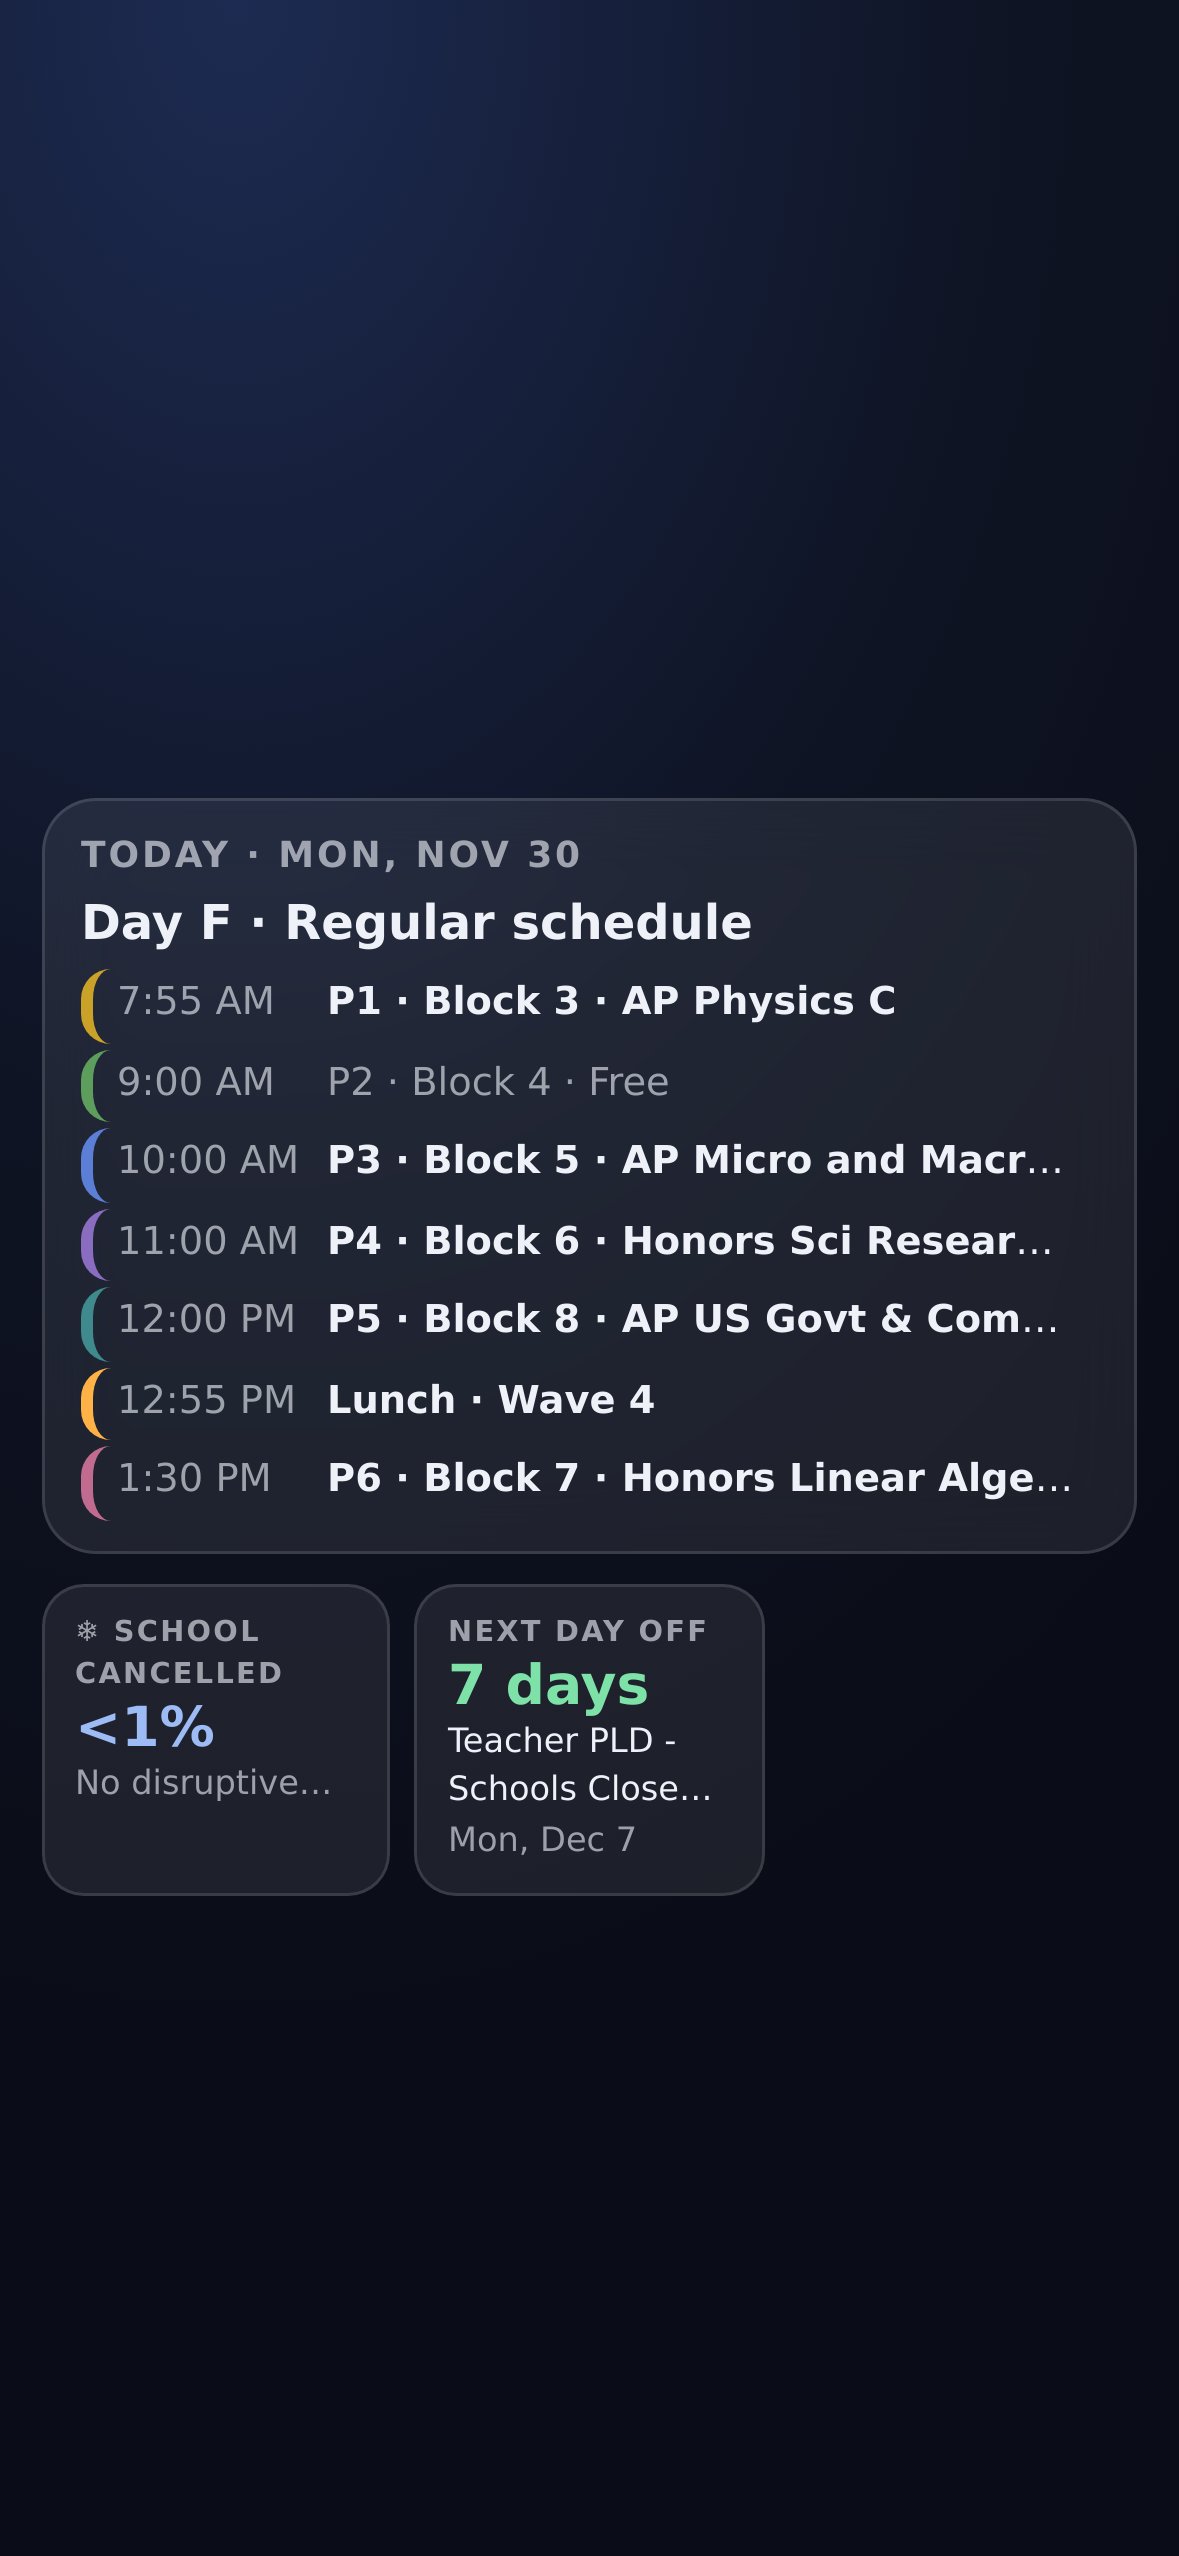 TODAY · MON, NOV 30
Day F · Regular schedule
7:55 AM P1 · Block 3 · AP Physics C
9:00 AM P2 · Block 4 · Free
10:00 AM P3 · Block 5 · AP Micro and Macr...
11:00 AM P4 · Block 6 · Honors Sci Resear...
12:00 PM P5 · Block 8 · AP US Govt & Com...
12:55 PM Lunch · Wave 4
1:30 PM P6 · Block 7 · Honors Linear Alge...
❄ SCHOOL
CANCELLED
<1%
No disruptive...
NEXT DAY OFF
7 days
Teacher PLD -
Schools Close...
Mon, Dec 7